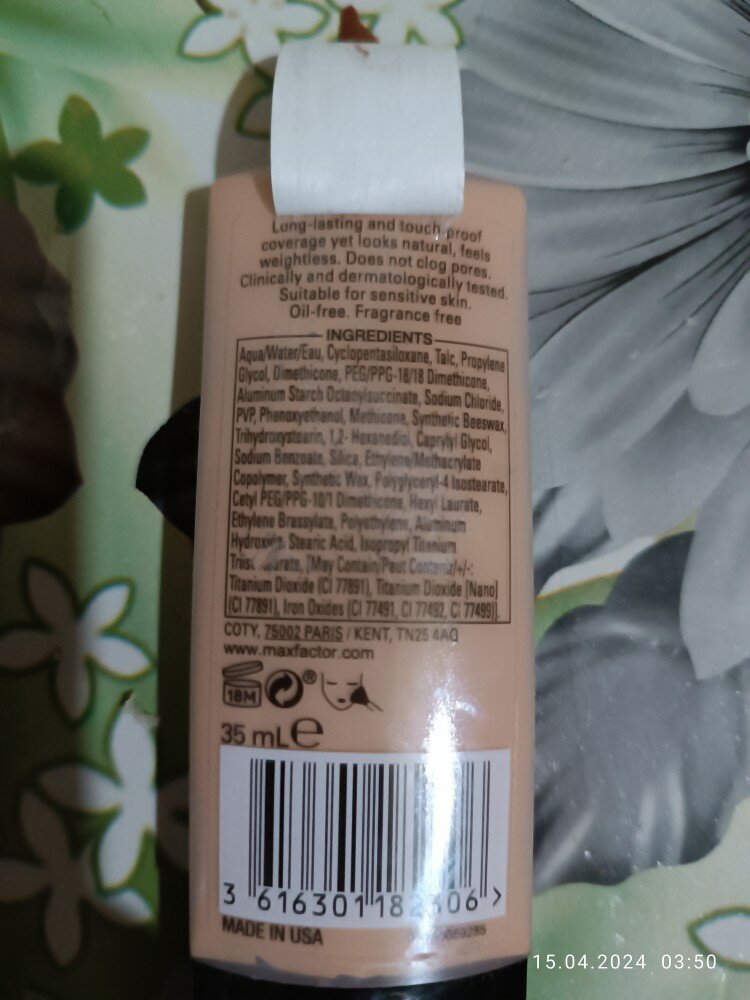 Long-lasting and touch-proof
coverage yet looks natural, feels
weightless. Does not clog pores.
Clinically and dermatologically tested.
Suitable for sensitive skin.
Oil-free. Fragrance free
INGREDIENTS
Aqua/Water/Eau, Cyclopentasiloxane, Talc, Propylene
Glycol, Dimethicone, PEG/PPG-18/18 Dimethicone,
Aluminum Starch Octenylsuccinate, Sodium Chloride,
PVP, Phenoxyethanol, Methicone, Synthetic Beeswax,
Trihydroxystearin, 1,2- Hexanediol, Caprylyl Glycol,
Sodium Benzoate, Silica, Ethylene/Methacrylate
Copolymer, Synthetic Wax, Polyglyceryl-4 Isostearate,
Cetyl PEG/PPG-10/1 Dimethicone, Hexyl Laurate,
Ethylene Brassylate, Polyethylene, Aluminum
Hydroxide, Stearic Acid, Isopropyl Titanium
[May Contain/Peut Contenir/+/-:
Titanium Dioxide (CI 77891), Titanium Dioxide [Nano]
(CI 77891), Iron Oxides (CI 77491, CI 77492, CI 77499)].
COTY, 75002 PARIS / KENT, TN25 4AQ
www.maxfactor.com
18M ®
35 mL e
3 616301182 >
MADE IN USA
15.04.2024 03:50